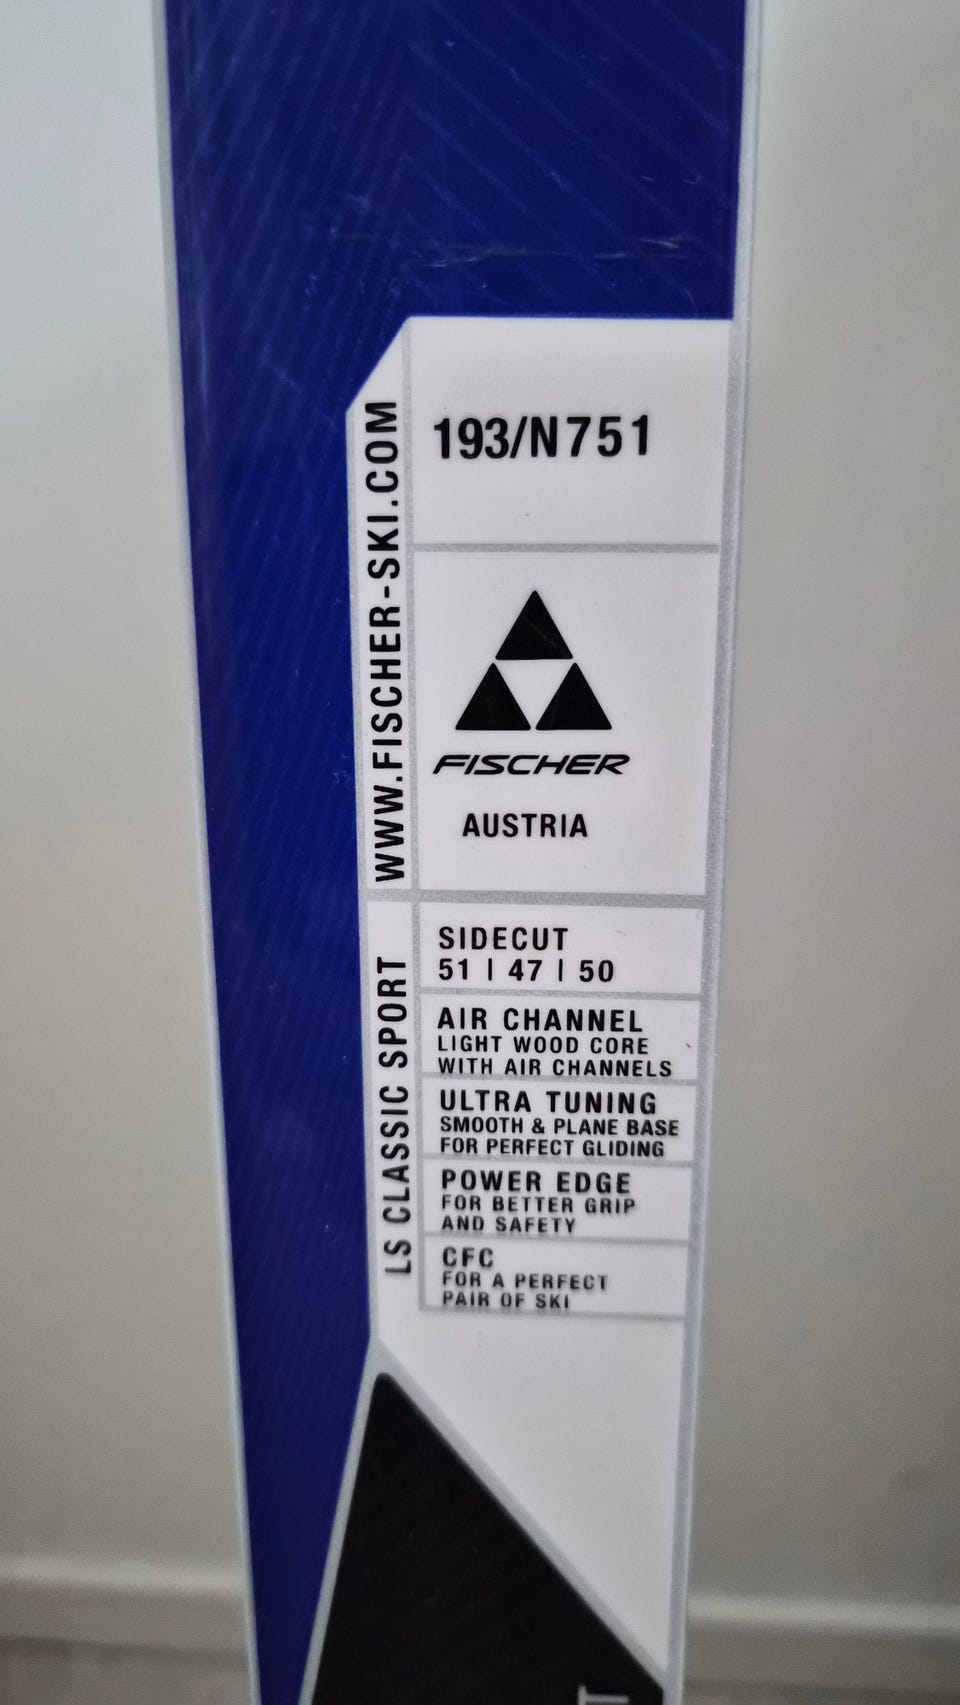 193/N751
WWW.FISCHER-SKI.COM
FISCHER
AUSTRIA
LS CLASSIC SPORT
SIDECUT
51 | 47 | 50
AIR CHANNEL
LIGHT WOOD CORE
WITH AIR CHANNELS
ULTRA TUNING
SMOOTH & PLANE BASE
FOR PERFECT GLIDING
POWER EDGE
FOR BETTER GRIP
AND SAFETY
CFC
FOR A PERFECT
PAIR OF SKI